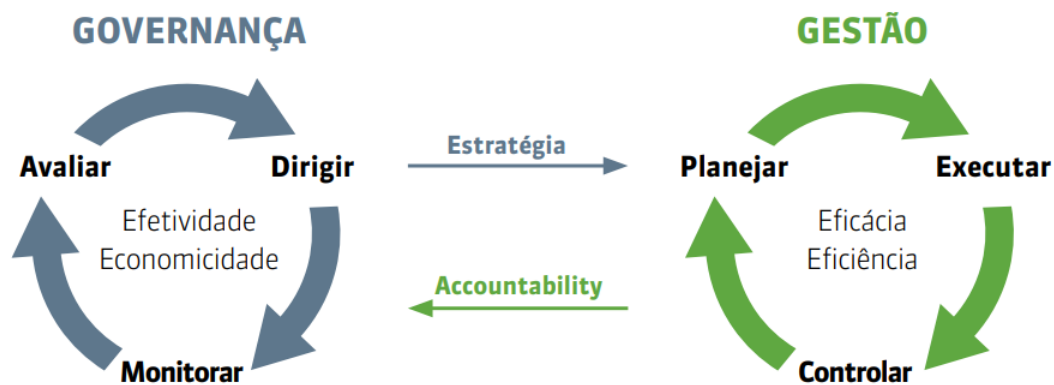 GOVERNANÇA
Avaliar
Dirigir
Efetividade
Economicidade
Monitorar
Estratégia
Accountability
GESTÃO
Planejar
Executar
Eficácia
Eficiência
Controlar